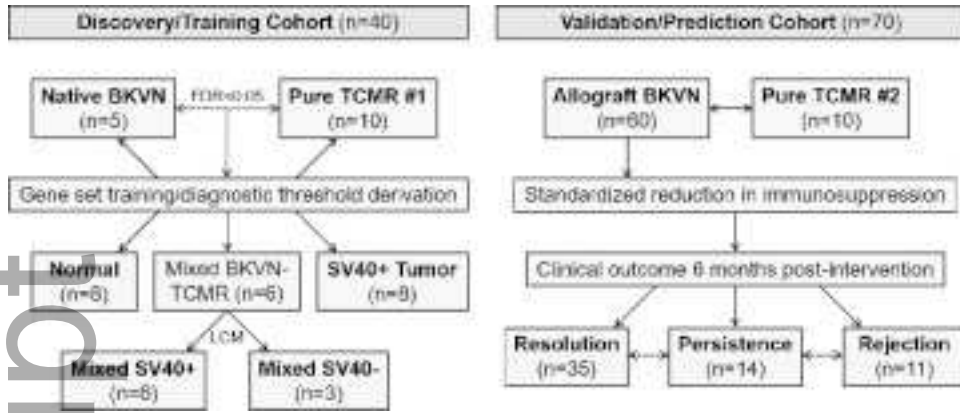 Discovery/Training Cohort (n=40)
Native BKVN
(n=5)
FDR<0.05
Pure TCMR #1
(n=10)
Gene set training/diagnostic threshold derivation
Normal
Mixed BKVN-
TCMR (n=6)
SV40+ Tumor
LCM
Mixed SV40+
(n=6)
Mixed SV40-
(n=3)
Validation/Prediction Cohort (n=70)
Allograft BKVN
(n=60)
Pure TCMR #2
(n=10)
Standardized reduction in immunosuppression
Clinical outcome 6 months post-intervention
Resolution
(n=35)
Persistence
(n=14)
Rejection
(n=11)